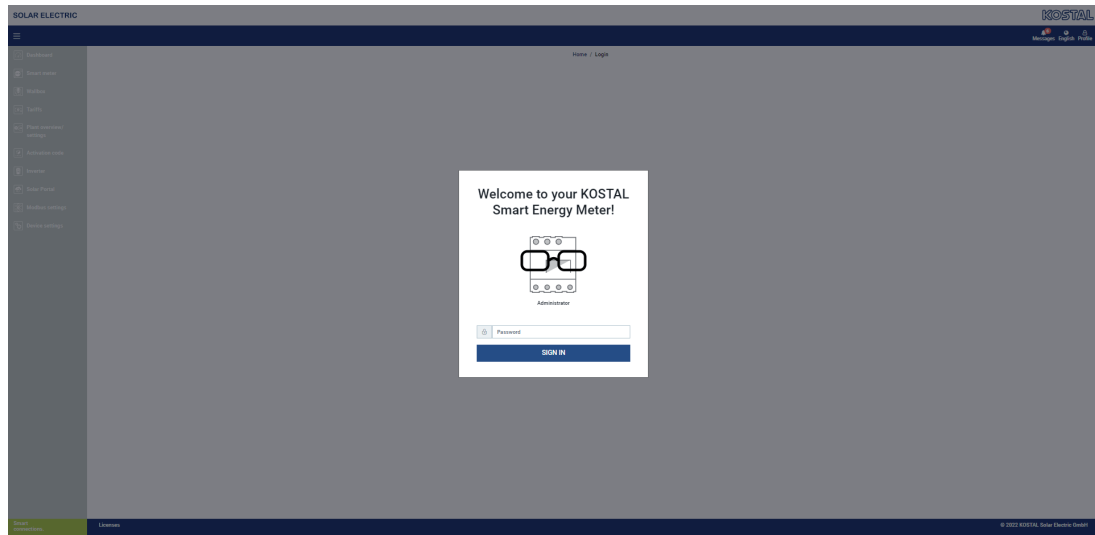 SOLAR ELECTRIC
KOSTAL
Messages English Profile
Home / Login
Dashboard
Smart meter
Wallbox
Tariffs
Plant overview/
settings
Activation code
Inverter
Solar Portal
Modbus settings
Device settings
Welcome to your KOSTAL
Smart Energy Meter!
Administrator
Password
SIGN IN
Smart
connections.
Licenses
© 2022 KOSTAL Solar Electric GmbH